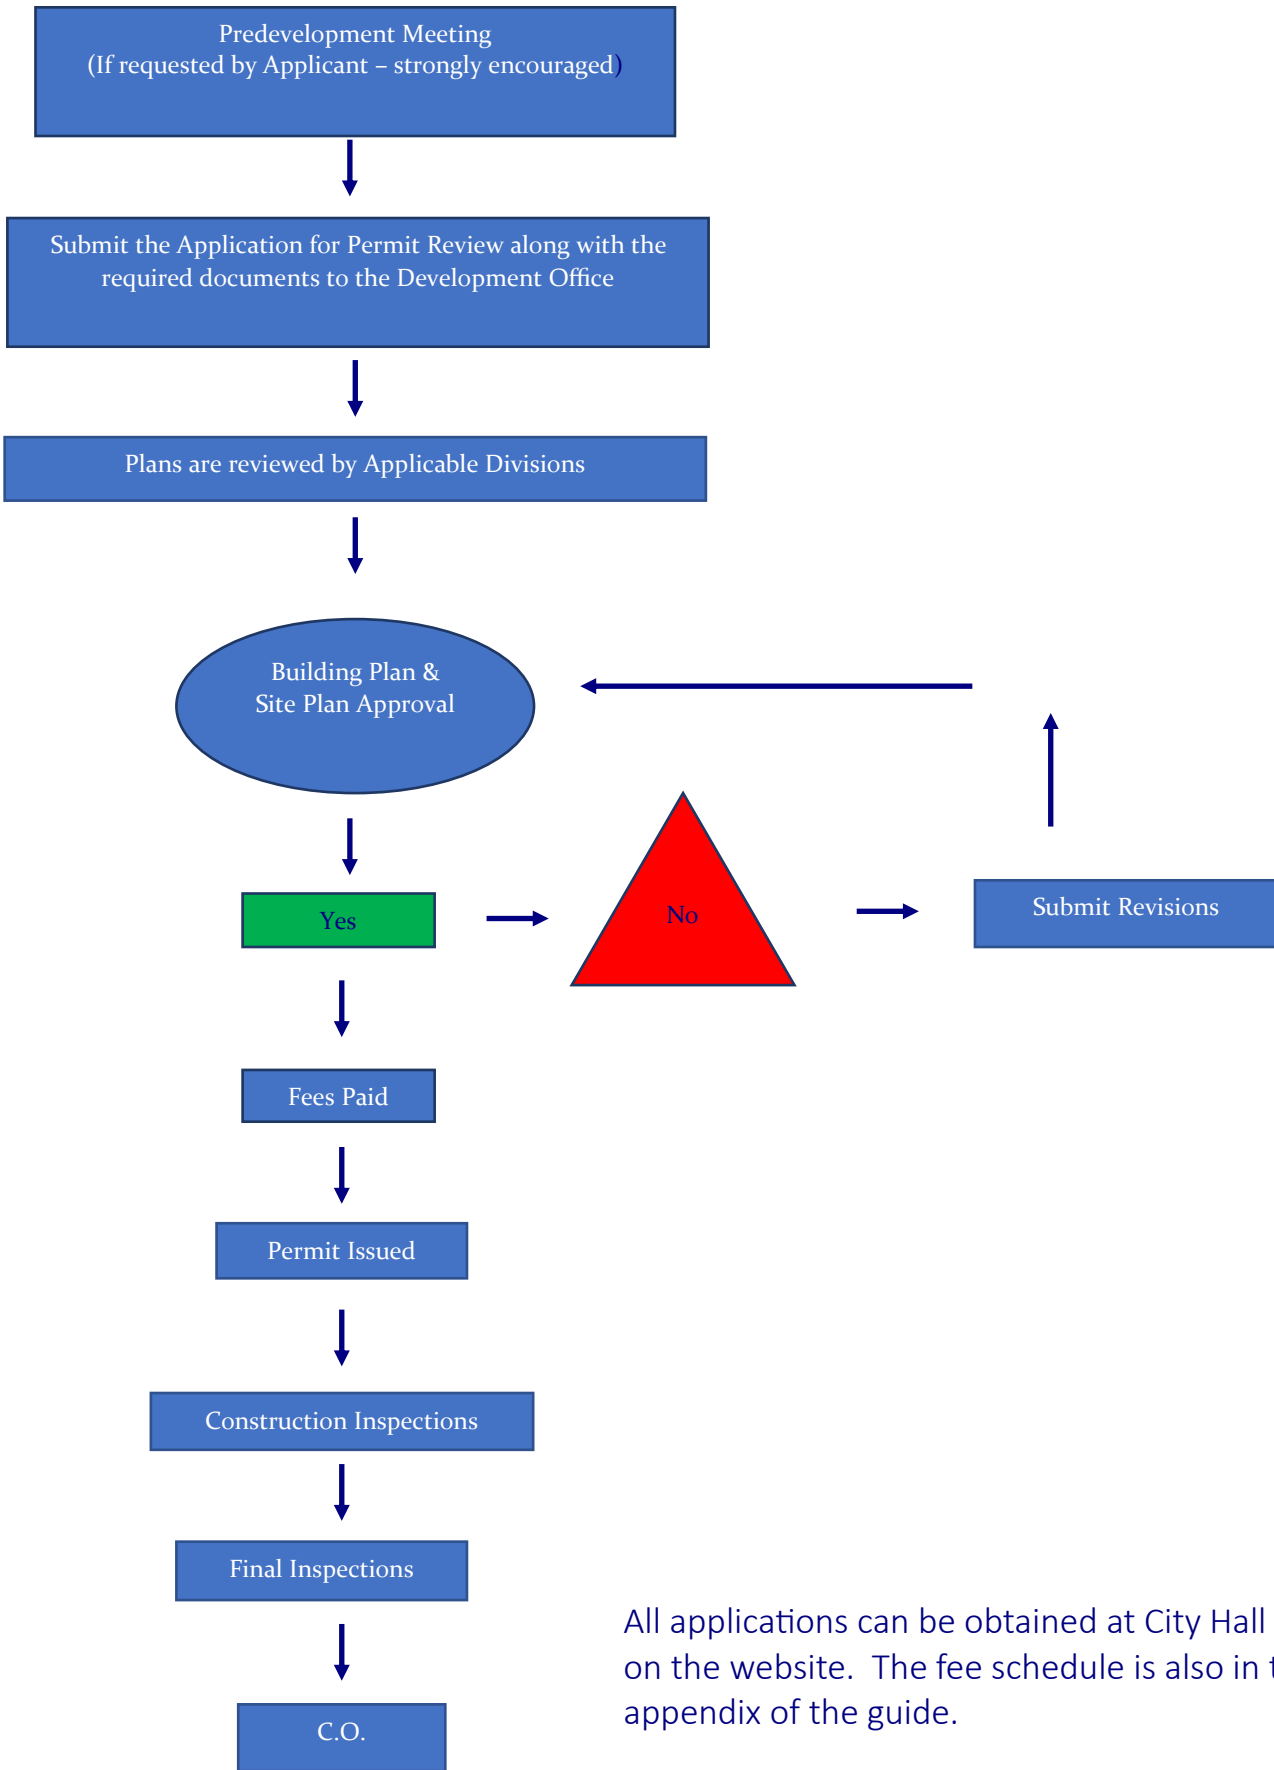 Predevelopment Meeting
(If requested by Applicant – strongly encouraged)
Submit the Application for Permit Review along with the
required documents to the Development Office
Plans are reviewed by Applicable Divisions
Building Plan &
Site Plan Approval
Yes
No
Submit Revisions
Fees Paid
Permit Issued
Construction Inspections
Final Inspections
C.O.
All applications can be obtained at City Hall
on the website.  The fee schedule is also in
appendix of the guide.